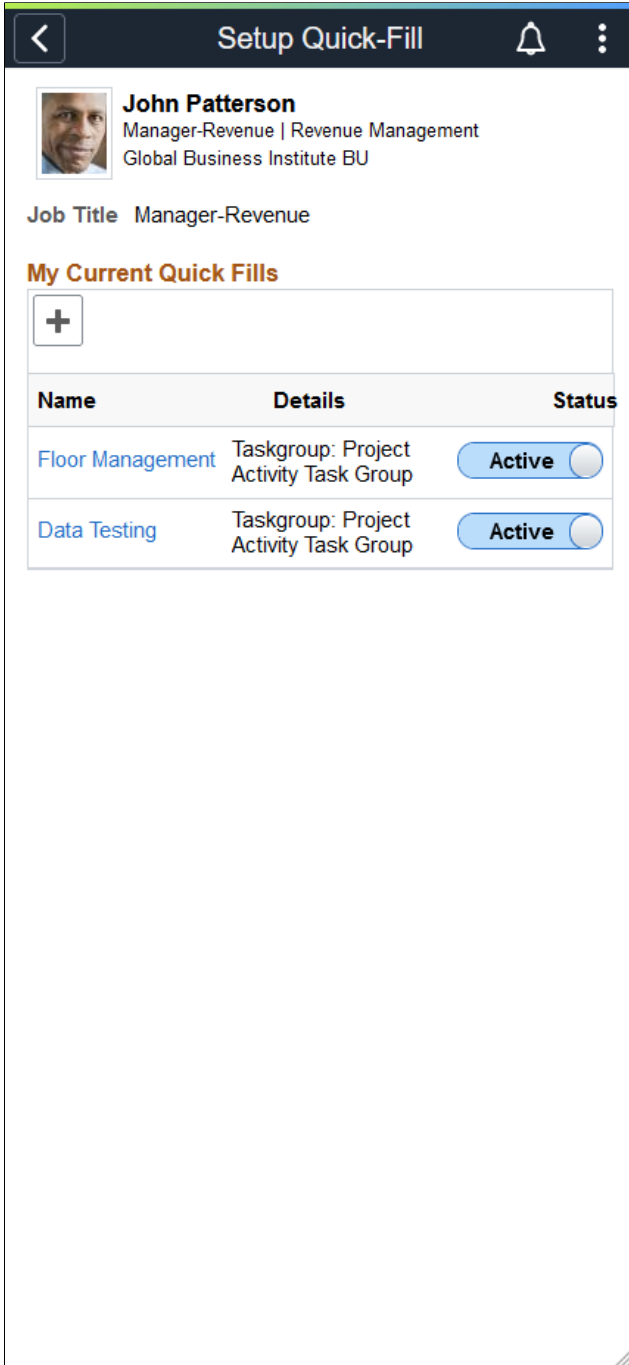 Setup Quick-Fill
John Patterson
Manager-Revenue | Revenue Management
Global Business Institute BU
Job Title Manager-Revenue
My Current Quick Fills
Name Details Status
Floor Management Taskgroup: Project Activity Task Group Active
Data Testing Taskgroup: Project Activity Task Group Active